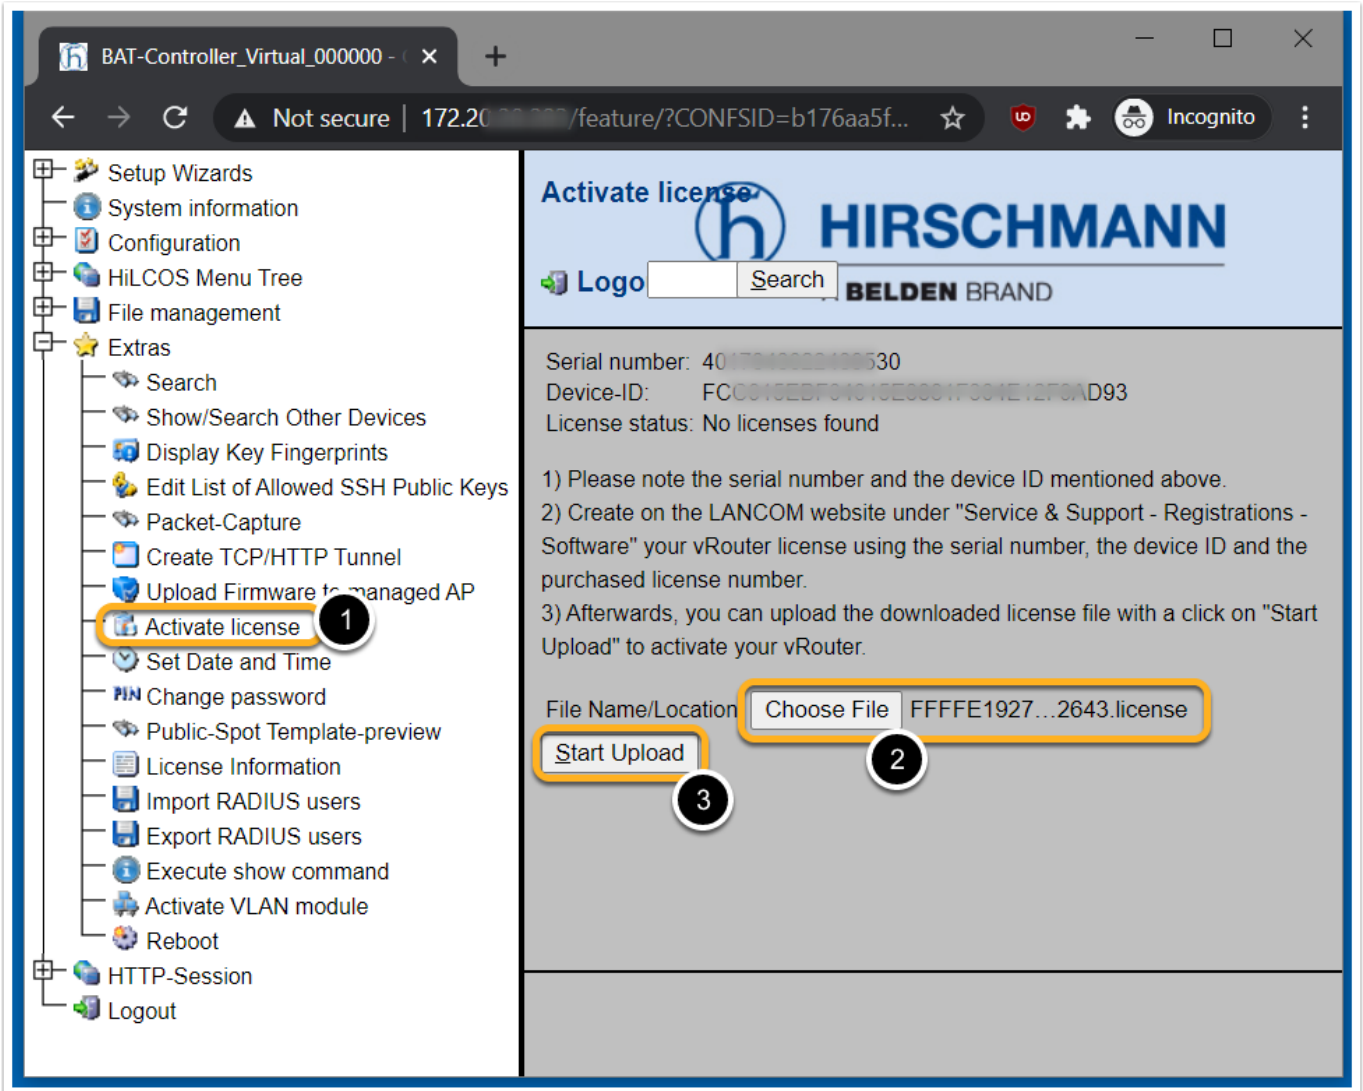 BAT-Controller_Virtual_000000 -
Not secure | 172.20 /feature/?CONFSID=b176aa5f...
Incognito
Setup Wizards
System information
Configuration
HiLCOS Menu Tree
File management
Extras
Search
Show/Search Other Devices
Display Key Fingerprints
Edit List of Allowed SSH Public Keys
Packet-Capture
Create TCP/HTTP Tunnel
Upload Firmware to managed AP
Activate license
1
Set Date and Time
PIN Change password
Public-Spot Template-preview
License Information
Import RADIUS users
Export RADIUS users
Execute show command
Activate VLAN module
Reboot
HTTP-Session
Logout
Activate license
h HIRSCHMANN
Logo Search
BELDEN BRAND
Serial number: 40 530
Device-ID: FC AD93
License status: No licenses found
1) Please note the serial number and the device ID mentioned above.
2) Create on the LANCOM website under "Service & Support - Registrations -
Software" your vRouter license using the serial number, the device ID and the
purchased license number.
3) Afterwards, you can upload the downloaded license file with a click on "Start
Upload" to activate your vRouter.
File Name/Location Choose File FFFFE1927...2643.license
2
Start Upload
3